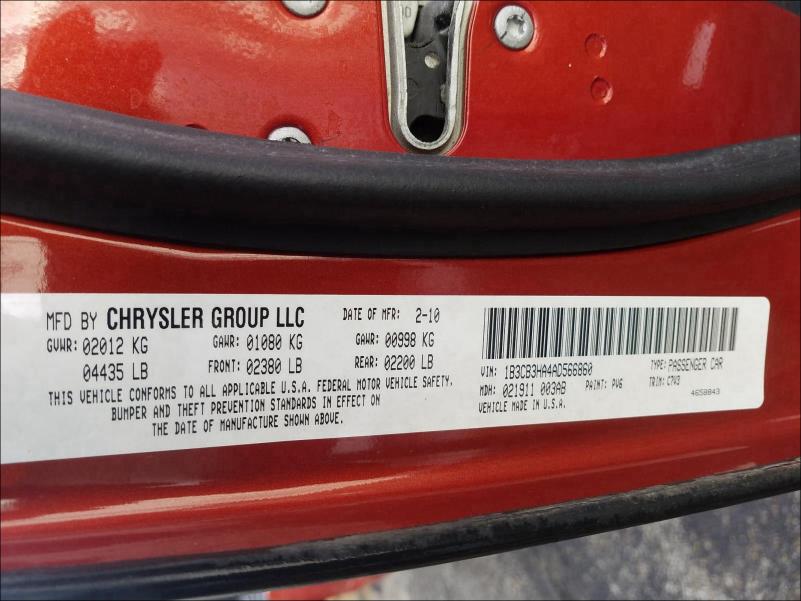 MFD BY CHRYSLER GROUP LLC DATE OF MFR: 2-10
GVWR: 02012 KG GAWR: 01080 KG GAWR: 00998 KG
04435 LB FRONT: 02380 LB REAR: 02200 LB
THIS VEHICLE CONFORMS TO ALL APPLICABLE U.S.A. FEDERAL MOTOR VEHICLE SAFETY,
BUMPER AND THEFT PREVENTION STANDARDS IN EFFECT ON
THE DATE OF MANUFACTURE SHOWN ABOVE.
VIN: 1B3CB3HA4AD566860 TYPE: PASSENGER CAR
MDH: 021911 003AB PAINT: PV6 TRIM: C7V3
VEHICLE MADE IN U.S.A. 4658843